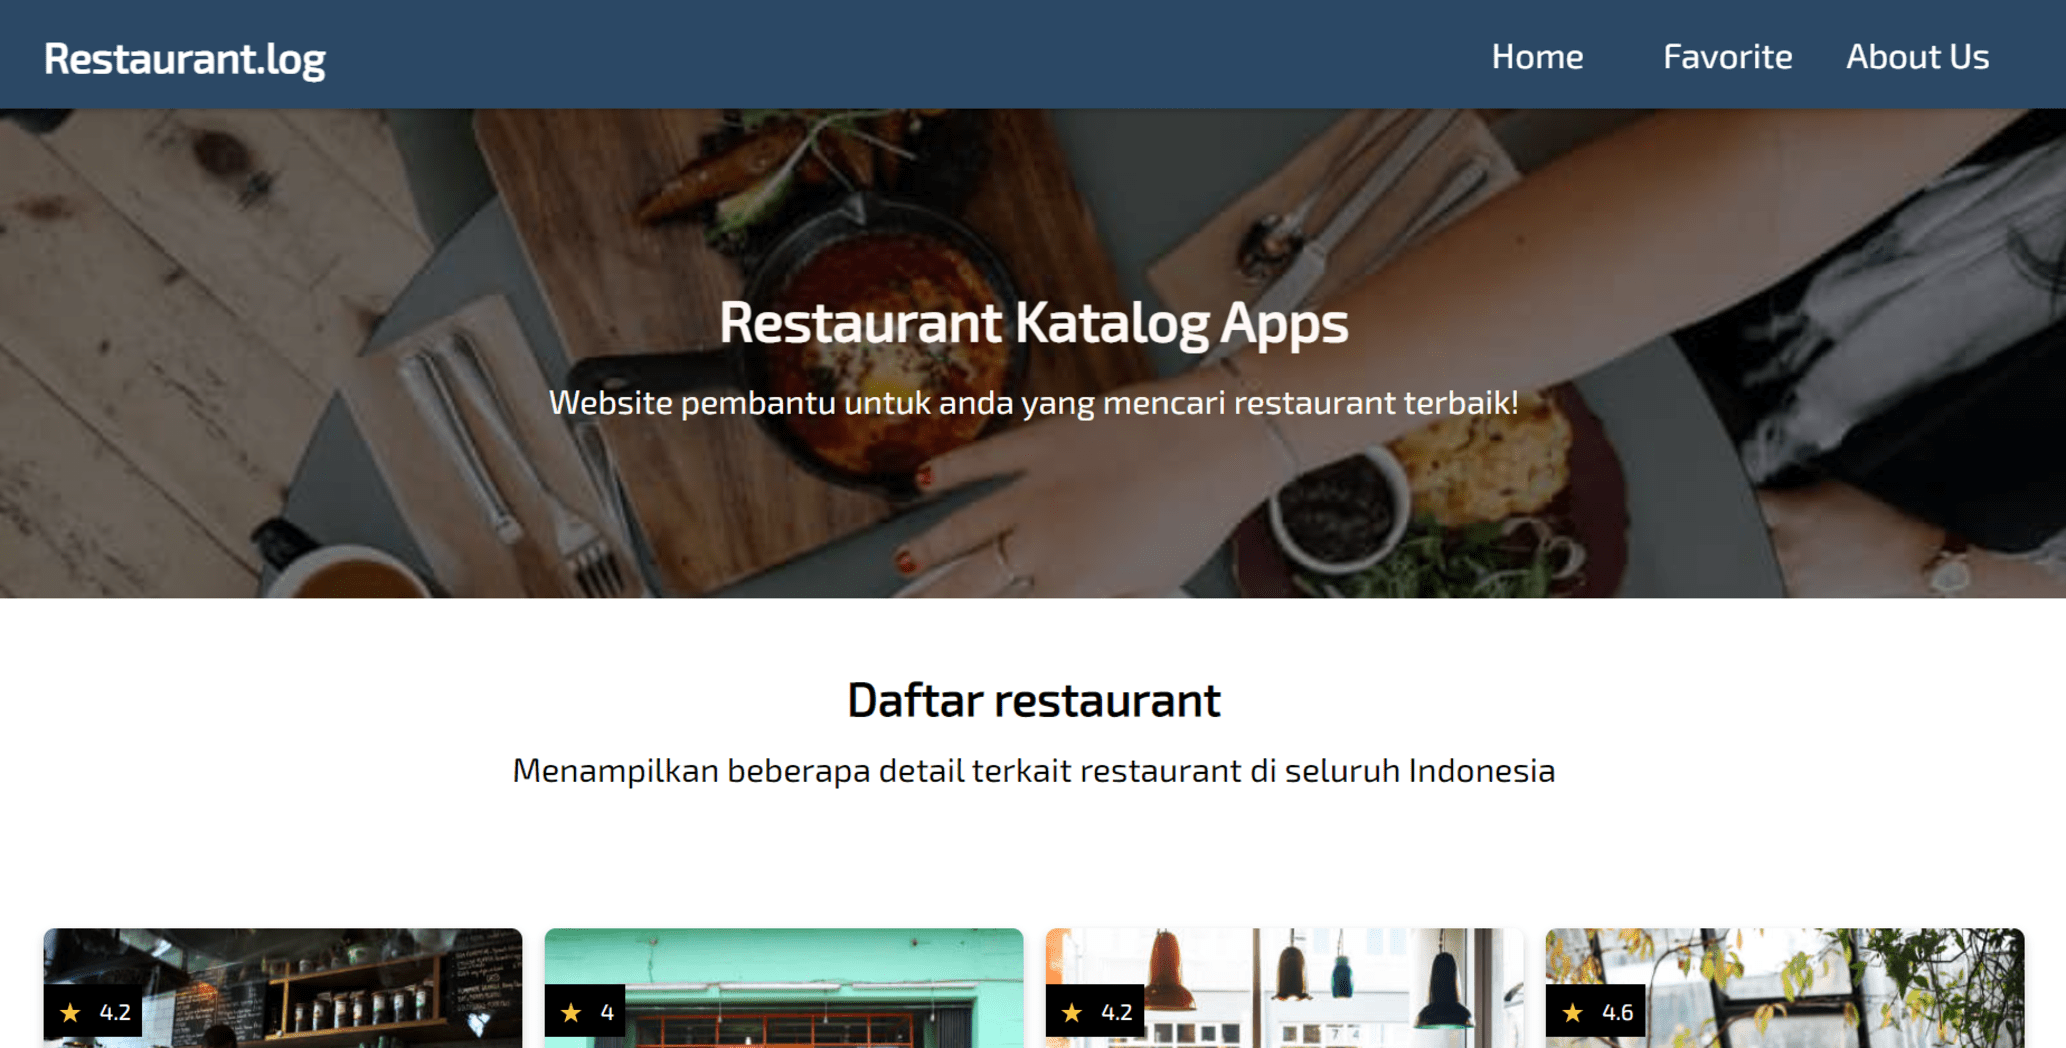 Restaurant.log
Home Favorite About Us
Restaurant Katalog Apps
Website pembantu untuk anda yang mencari restaurant terbaik!
Daftar restaurant
Menampilkan beberapa detail terkait restaurant di seluruh Indonesia
4.2
4
4.2
4.6